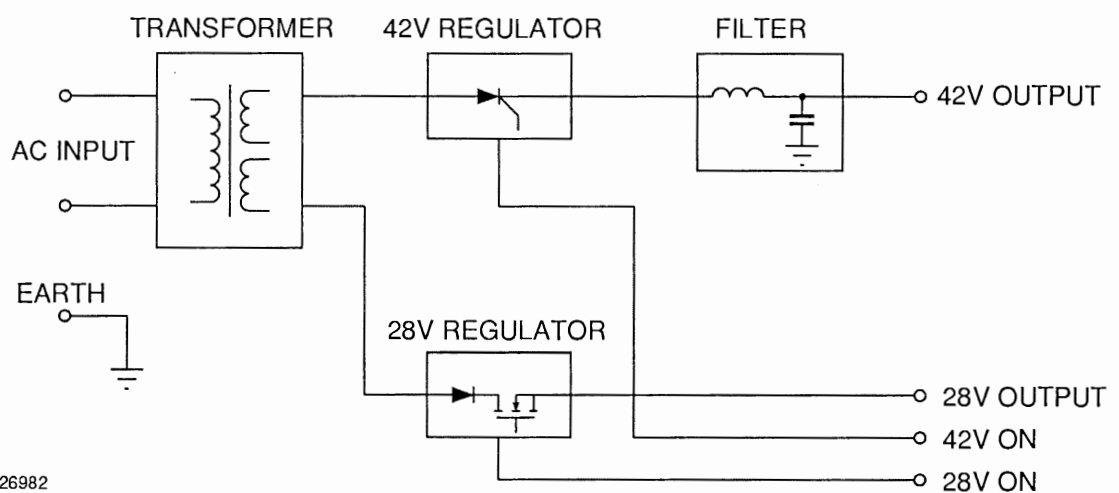 TRANSFORMER
42V REGULATOR
FILTER
42V OUTPUT
AC INPUT
EARTH
28V REGULATOR
28V OUTPUT
42V ON
28V ON
26982